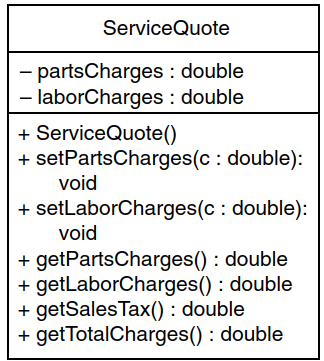 ServiceQuote
– partsCharges : double
– laborCharges : double
+ ServiceQuote()
+ setPartsCharges(c : double):
void
+ setLaborCharges(c : double):
void
+ getPartsCharges() : double
+ getLaborCharges() : double
+ getSalesTax() : double
+ getTotalCharges() : double